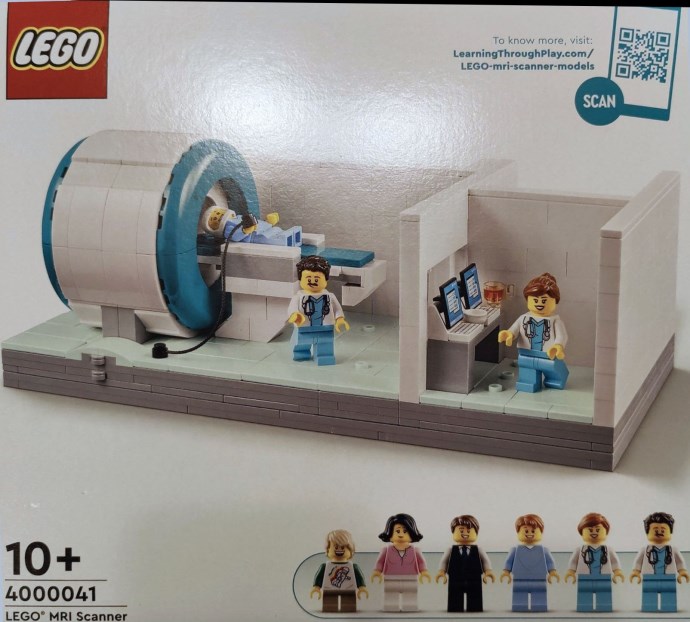 LEGO
To know more, visit:
LearningThroughPlay.com/
LEGO-mri-scanner-models
SCAN
10+
4000041
LEGO® MRI Scanner